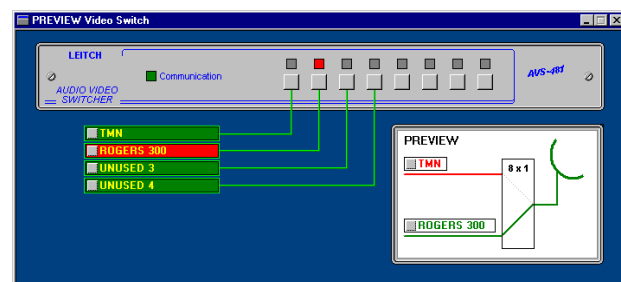 PREVIEW Video Switch
LEITCH
Communication
AUDIO VIDEO
SWITCHER
AVS-481
TMN
ROGERS 300
UNUSED 3
UNUSED 4
PREVIEW
TMN
8 x 1
ROGERS 300